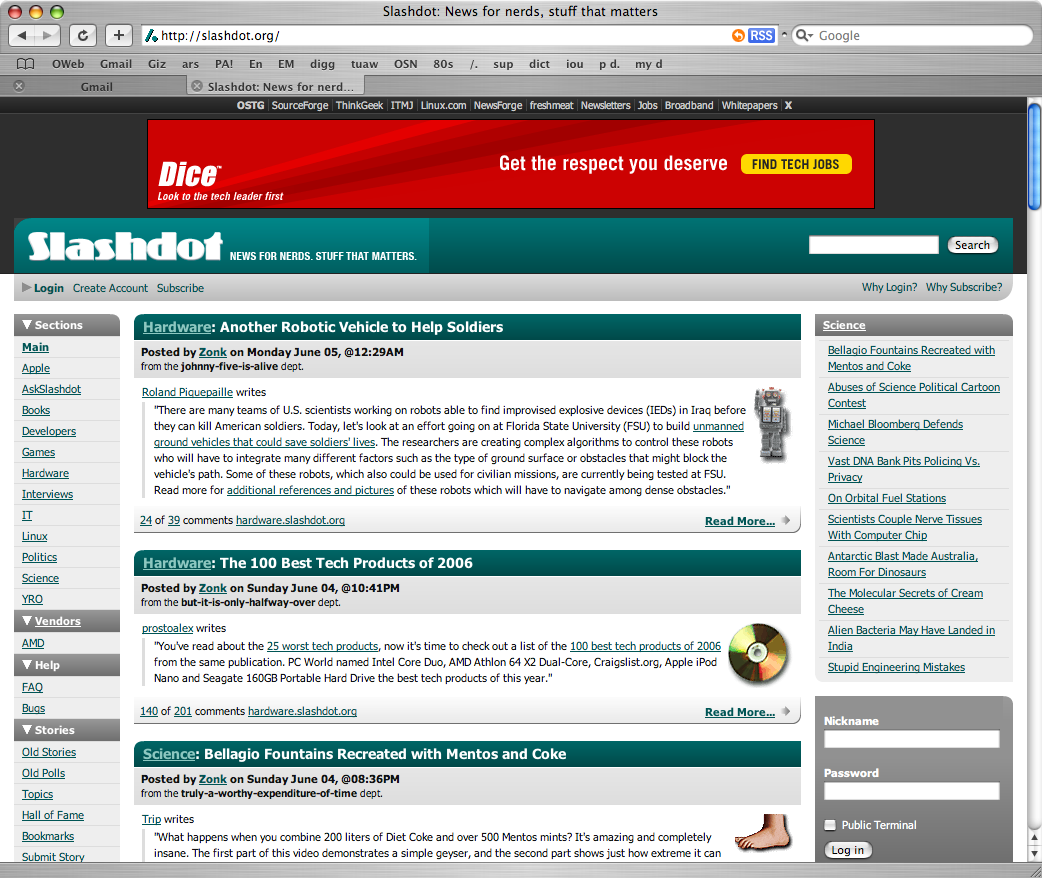 Slashdot: News for nerds, stuff that matters
http://slashdot.org/ RSS Google
OWeb Gmail Giz ars PA! En EM digg tuaw OSN 80s /. sup dict iou p d. my d
Gmail Slashdot: News for nerd...
OSTG SourceForge ThinkGeek ITMJ Linux.com NewsForge freshmeat Newsletters Jobs Broadband Whitepapers X
Dice™
Look to the tech leader first
Get the respect you deserve FIND TECH JOBS
Slashdot NEWS FOR NERDS. STUFF THAT MATTERS.
Search
Login Create Account Subscribe
Why Login? Why Subscribe?
Sections
Main
Apple
AskSlashdot
Books
Developers
Games
Hardware
Interviews
IT
Linux
Politics
Science
YRO
Vendors
AMD
Help
FAQ
Bugs
Stories
Old Stories
Old Polls
Topics
Hall of Fame
Bookmarks
Submit Story
Hardware: Another Robotic Vehicle to Help Soldiers
Posted by Zonk on Monday June 05, @12:29AM
from the johnny-five-is-alive dept.
Roland Piquepaille writes
"There are many teams of U.S. scientists working on robots able to find improvised explosive devices (IEDs) in Iraq before
they can kill American soldiers. Today, let's look at an effort going on at Florida State University (FSU) to build unmanned
ground vehicles that could save soldiers' lives. The researchers are creating complex algorithms to control these robots
who will have to integrate many different factors such as the type of ground surface or obstacles that might block the
vehicle's path. Some of these robots, which also could be used for civilian missions, are currently being tested at FSU.
Read more for additional references and pictures of these robots which will have to navigate among dense obstacles."
24 of 39 comments hardware.slashdot.org
Read More...
Hardware: The 100 Best Tech Products of 2006
Posted by Zonk on Sunday June 04, @10:41PM
from the but-it-is-only-halfway-over dept.
prostoalex writes
"You've read about the 25 worst tech products, now it's time to check out a list of the 100 best tech products of 2006
from the same publication. PC World named Intel Core Duo, AMD Athlon 64 X2 Dual-Core, Craigslist.org, Apple iPod
Nano and Seagate 160GB Portable Hard Drive the best tech products of this year."
140 of 201 comments hardware.slashdot.org
Read More...
Science: Bellagio Fountains Recreated with Mentos and Coke
Posted by Zonk on Sunday June 04, @08:36PM
from the truly-a-worthy-expenditure-of-time dept.
Trip writes
"What happens when you combine 200 liters of Diet Coke and over 500 Mentos mints? It's amazing and completely
insane. The first part of this video demonstrates a simple geyser, and the second part shows just how extreme it can
Science
Bellagio Fountains Recreated with
Mentos and Coke
Abuses of Science Political Cartoon
Contest
Michael Bloomberg Defends
Science
Vast DNA Bank Pits Policing Vs.
Privacy
On Orbital Fuel Stations
Scientists Couple Nerve Tissues
With Computer Chip
Antarctic Blast Made Australia,
Room For Dinosaurs
The Molecular Secrets of Cream
Cheese
Alien Bacteria May Have Landed in
India
Stupid Engineering Mistakes
Nickname
Password
Public Terminal
Log in